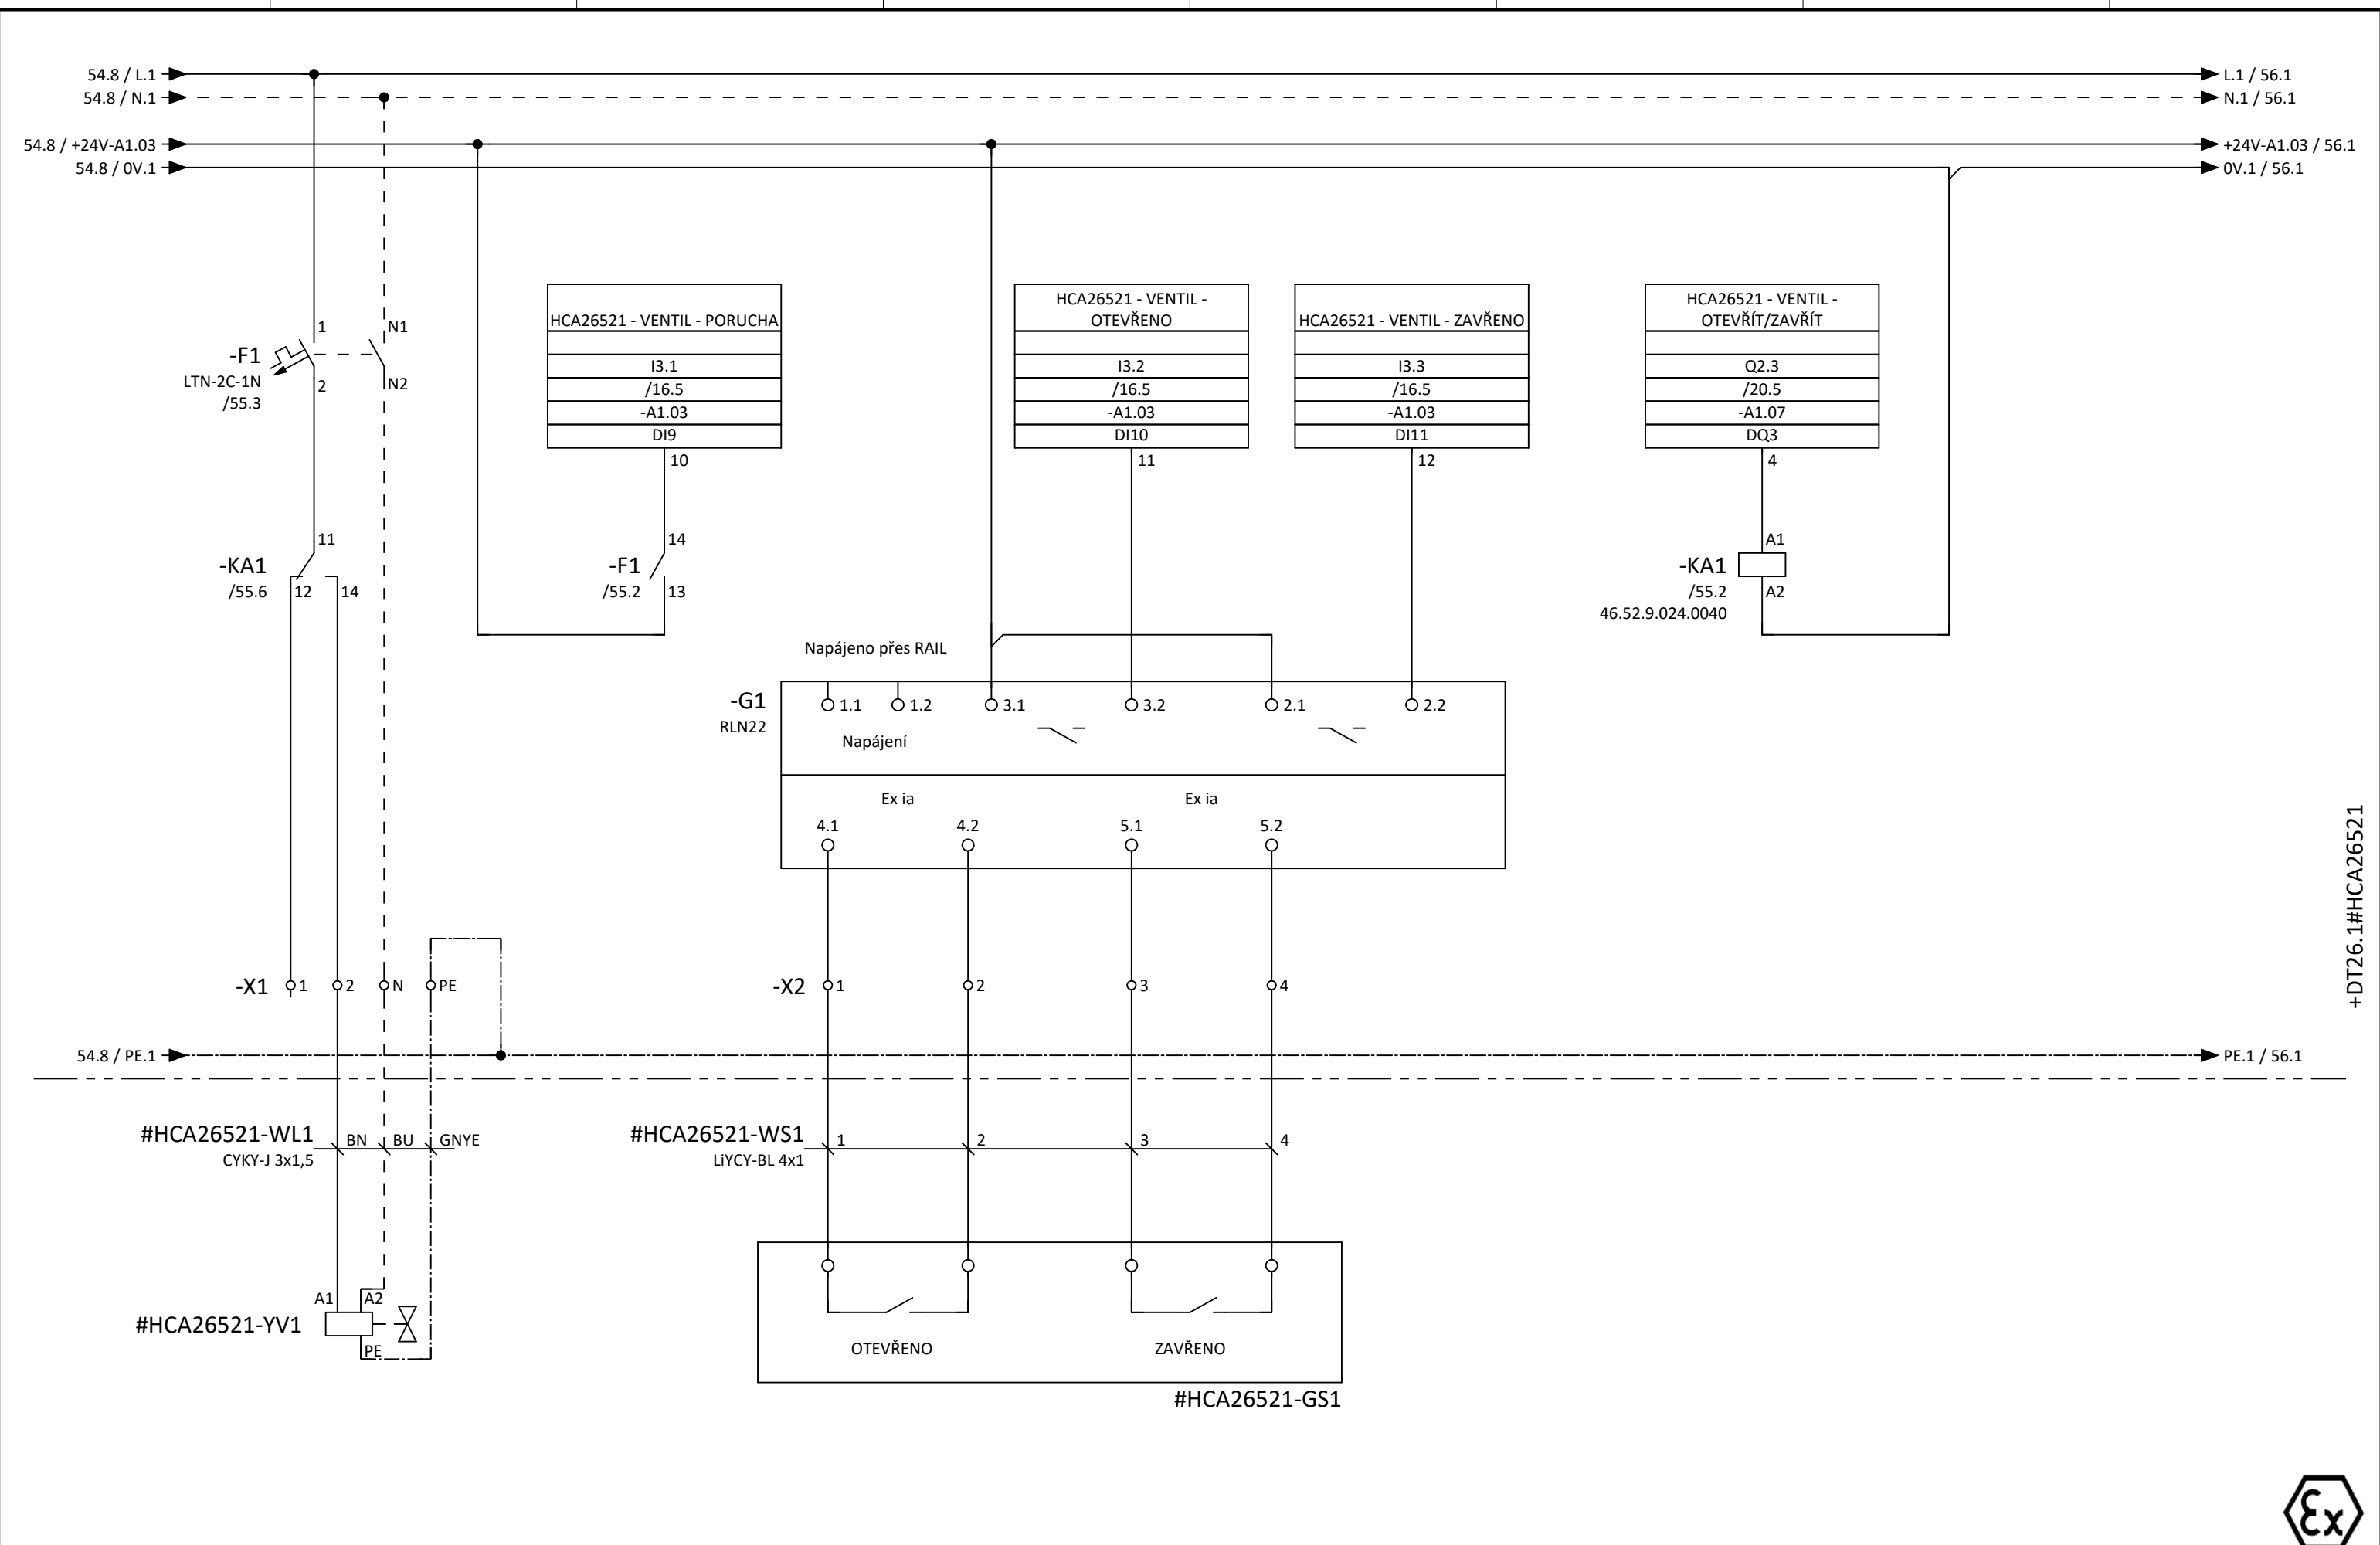 54.8 / L.1
L.1 / 56.1
54.8 / N.1
N.1 / 56.1
54.8 / +24V-A1.03
+24V-A1.03 / 56.1
54.8 / 0V.1
0V.1 / 56.1
HCA26521 - VENTIL - PORUCHA
I3.1
/16.5
-A1.03
DI9
10
HCA26521 - VENTIL -
OTEVŘENO
I3.2
/16.5
-A1.03
DI10
11
HCA26521 - VENTIL - ZAVŘENO
I3.3
/16.5
-A1.03
DI11
12
HCA26521 - VENTIL -
OTEVŘÍT/ZAVŘÍT
Q2.3
/20.5
-A1.07
DQ3
4
1
N1
-F1
LTN-2C-1N
/55.3
2
N2
11
-KA1
/55.6
12
14
14
-F1
/55.2
13
A1
-KA1
/55.2
A2
46.52.9.024.0040
Napájeno přes RAIL
-G1
RLN22
1.1
1.2
3.1
3.2
2.1
2.2
Napájení
Ex ia
Ex ia
4.1
4.2
5.1
5.2
+DT26.1#HCA26521
-X1
1
2
N
PE
-X2
1
2
3
4
54.8 / PE.1
PE.1 / 56.1
#HCA26521-WL1
CYKY-J 3x1,5
BN
BU
GNYE
#HCA26521-WS1
LiYCY-BL 4x1
1
2
3
4
A1
A2
#HCA26521-YV1
PE
OTEVŘENO
ZAVŘENO
#HCA26521-GS1
Ex